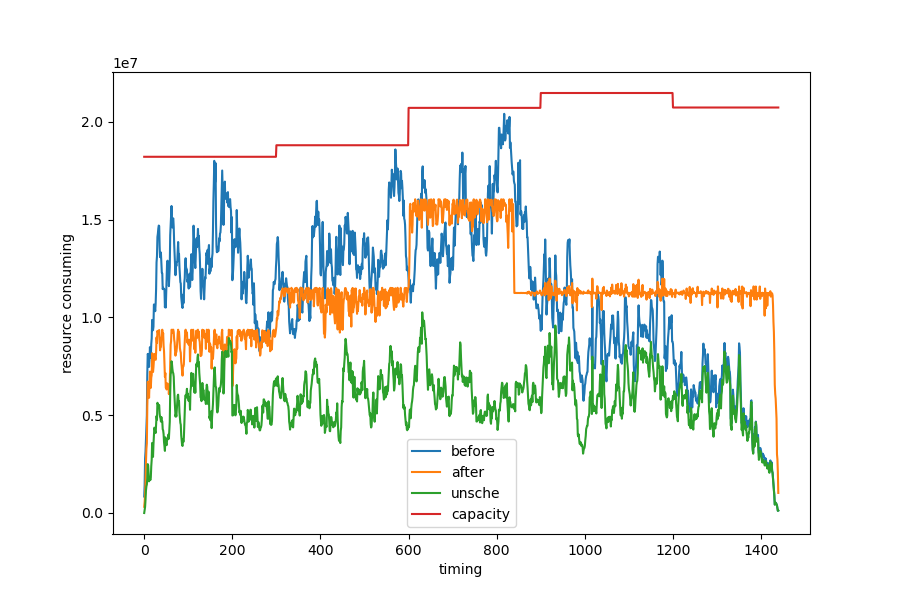 1e7
2.0
1.5
1.0
0.5
0.0
resource consuming
before
after
unsche
capacity
0 200 400 600 800 1000 1200 1400
timing